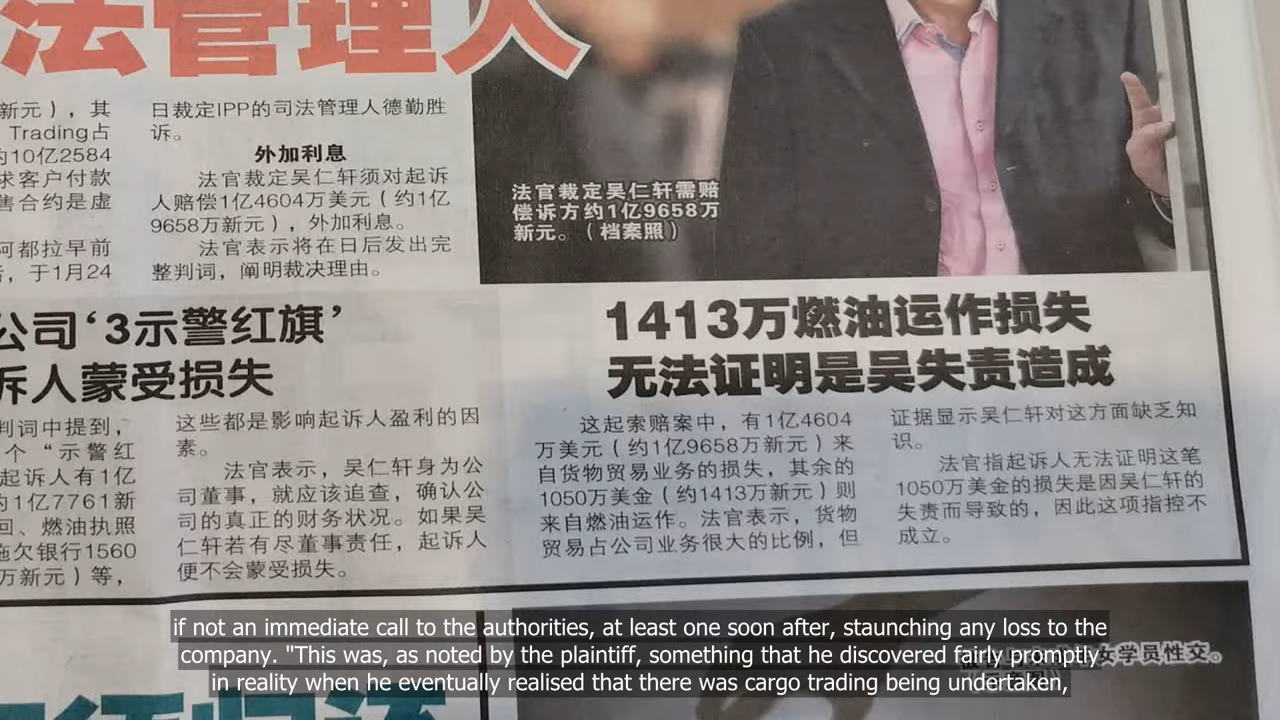 法管理人
新元），其
Trading占
约10亿2584
求客户付款
售合约是虚
阿都拉早前
于1月24
日裁定IPP的司法管理人德勤胜
诉。
外加利息
法官裁定吴仁轩须对起诉
人赔偿1亿4604万美元（约1亿
9658万新元），外加利息。
法官表示将在日后发出完
整判词，阐明裁决理由。
法官裁定吴仁轩需赔
偿诉方约1亿9658万
新元。（档案照）
公司‘3示警红旗’
诉人蒙受损失
判词中提到，
个“示警红
起诉人有1亿
约1亿7761新
回、燃油执照
拖欠银行1560
万新元）等，
这些都是影响起诉人盈利的因
素。
法官表示，吴仁轩身为公
司董事，就应该追查，确认公
司的真正的财务状况。如果吴
仁轩若有尽董事责任，起诉人
便不会蒙受损失。
1413万燃油运作损失
无法证明是吴失责造成
这起索赔案中，有1亿4604
万美元（约1亿9658万新元）来
自货物贸易业务的损失，其余的
1050万美金（约1413万新元）则
来自燃油运作。法官表示，货物
贸易占公司业务很大的比例，但
证据显示吴仁轩对这方面缺乏知
识。
法官指起诉人无法证明这笔
1050万美金的损失是因吴仁轩的
失责而导致的，因此这项指控不
成立。
女学员性交。
if not an immediate call to the authorities, at least one soon after, staunching any loss to the
company. "This was, as noted by the plaintiff, something that he discovered fairly promptly
in reality when he eventually realised that there was cargo trading being undertaken,